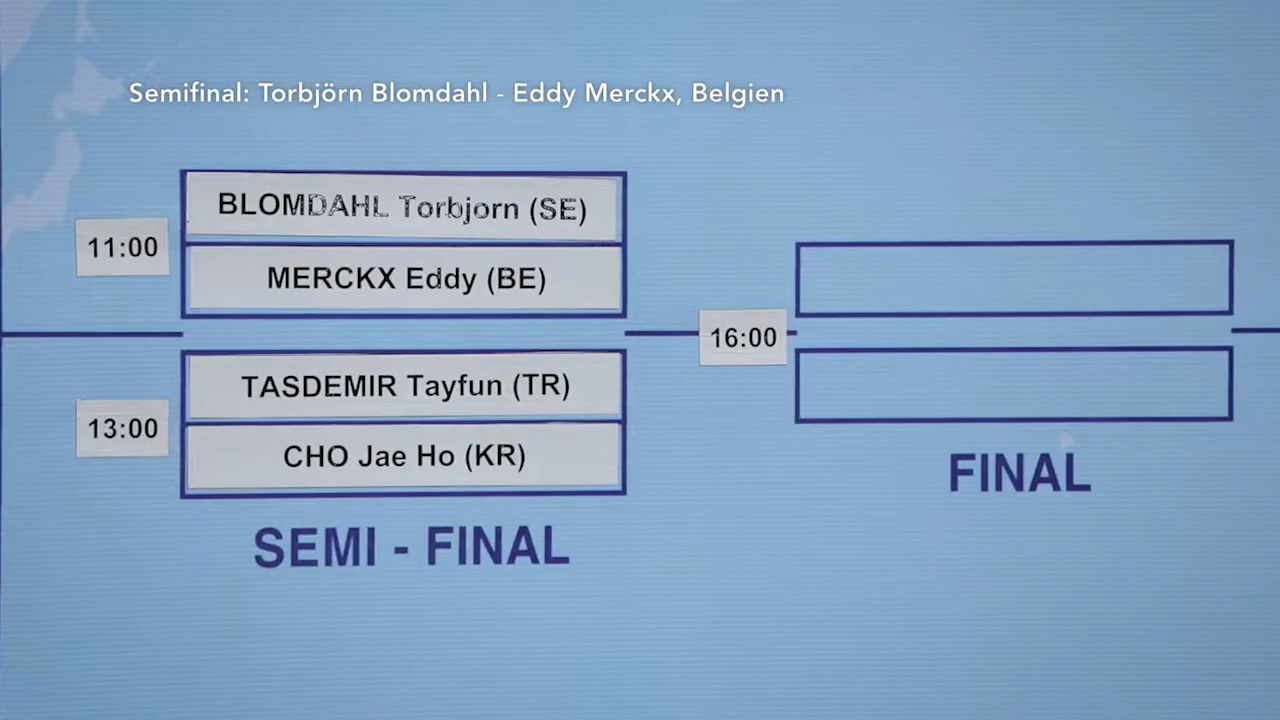 Semifinal: Torbjörn Blomdahl - Eddy Merckx, Belgien
11:00
BLOMDAHL Torbjorn (SE)
MERCKX Eddy (BE)
13:00
TASDEMIR Tayfun (TR)
CHO Jae Ho (KR)
SEMI - FINAL
16:00
FINAL